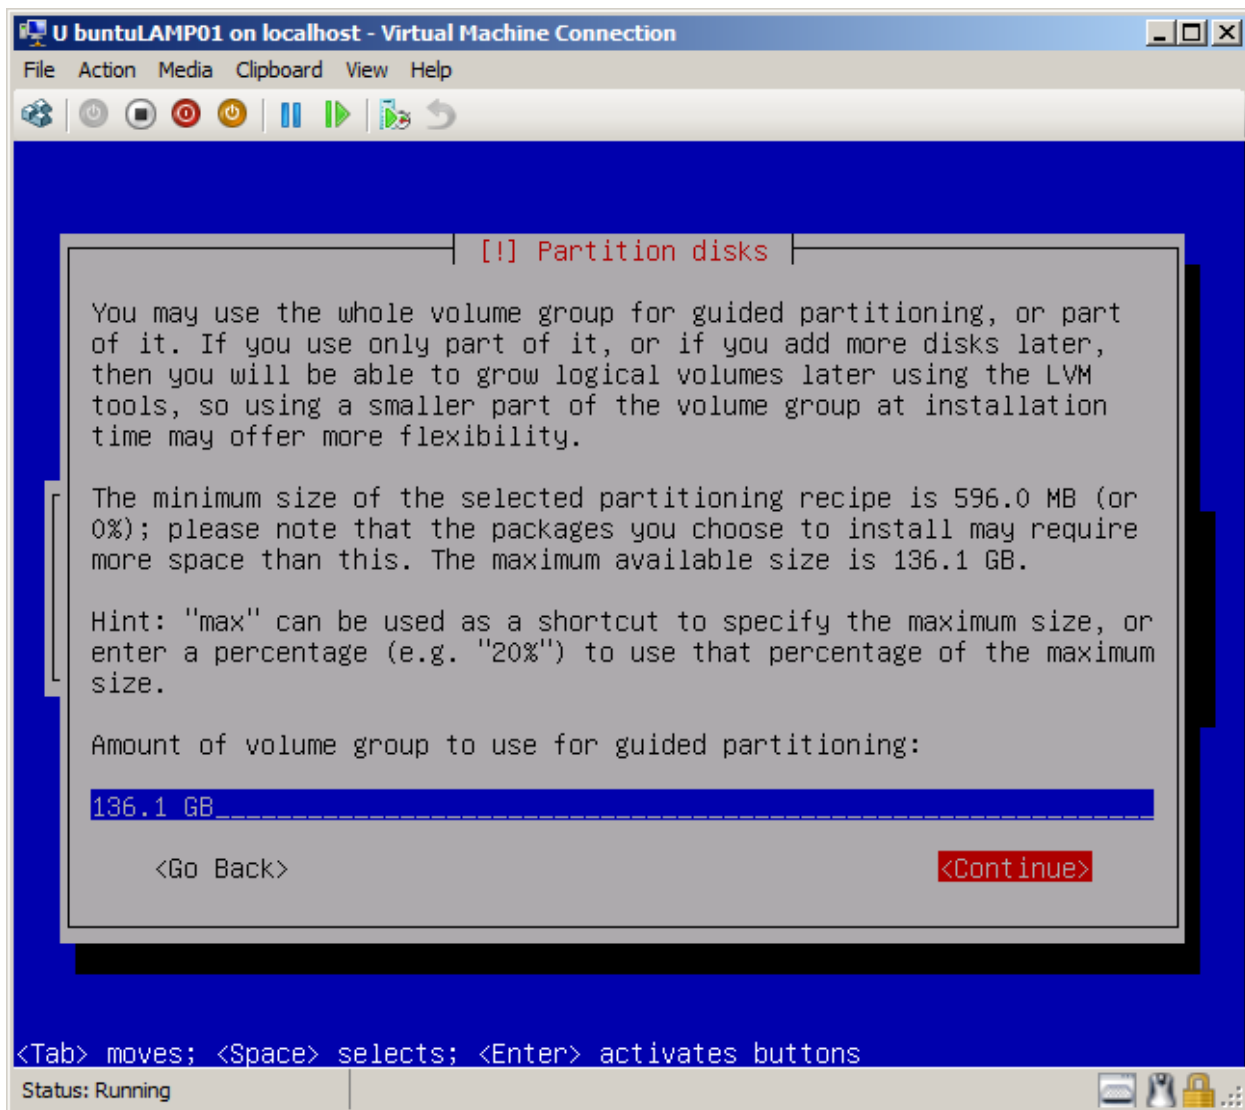 U buntuLAMP01 on localhost - Virtual Machine Connection
File Action Media Clipboard View Help
[!] Partition disks
You may use the whole volume group for guided partitioning, or part
of it. If you use only part of it, or if you add more disks later,
then you will be able to grow logical volumes later using the LVM
tools, so using a smaller part of the volume group at installation
time may offer more flexibility.
The minimum size of the selected partitioning recipe is 596.0 MB (or
0%); please note that the packages you choose to install may require
more space than this. The maximum available size is 136.1 GB.
Hint: "max" can be used as a shortcut to specify the maximum size, or
enter a percentage (e.g. "20%") to use that percentage of the maximum
size.
Amount of volume group to use for guided partitioning:
136.1 GB_____________________________________________________________
<Go Back> <Continue>
<Tab> moves; <Space> selects; <Enter> activates buttons
Status: Running